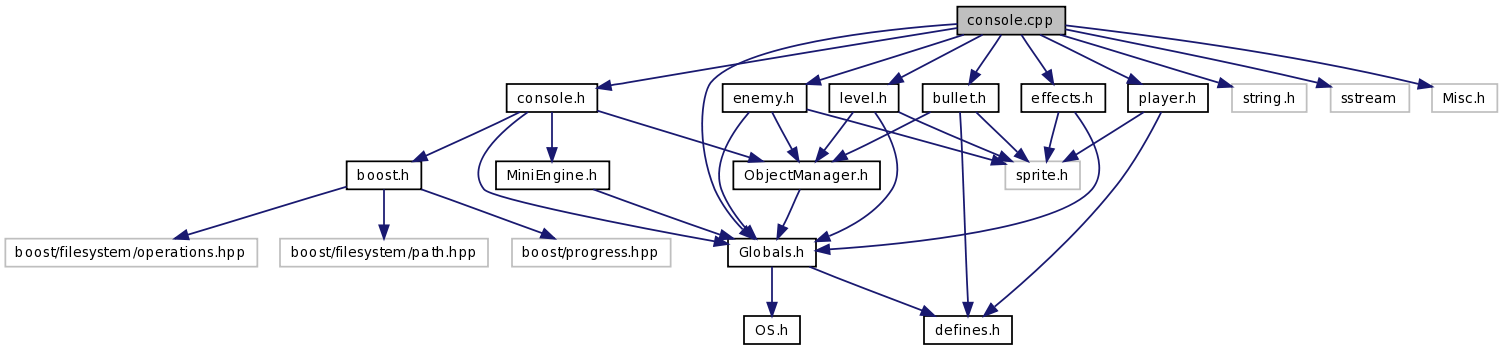 console.cpp
console.h
enemy.h
level.h
bullet.h
effects.h
player.h
string.h
sstream
Misc.h
boost.h
MiniEngine.h
ObjectManager.h
sprite.h
boost/filesystem/operations.hpp
boost/filesystem/path.hpp
boost/progress.hpp
Globals.h
OS.h
defines.h